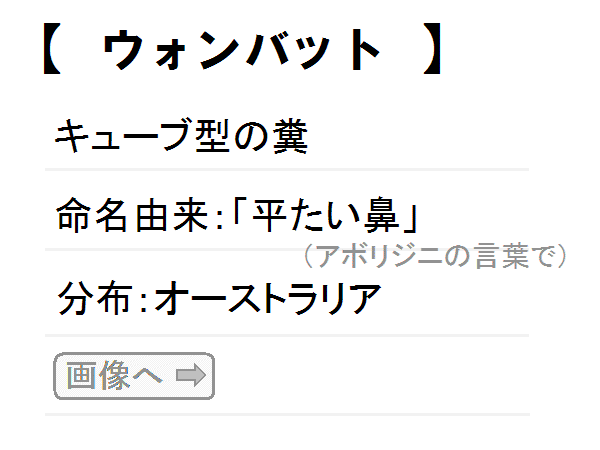 【 ウォンバット 】
キューブ型の糞
命名由来：「平たい鼻」
（アボリジニの言葉で）
分布：オーストラリア
画像へ ➡